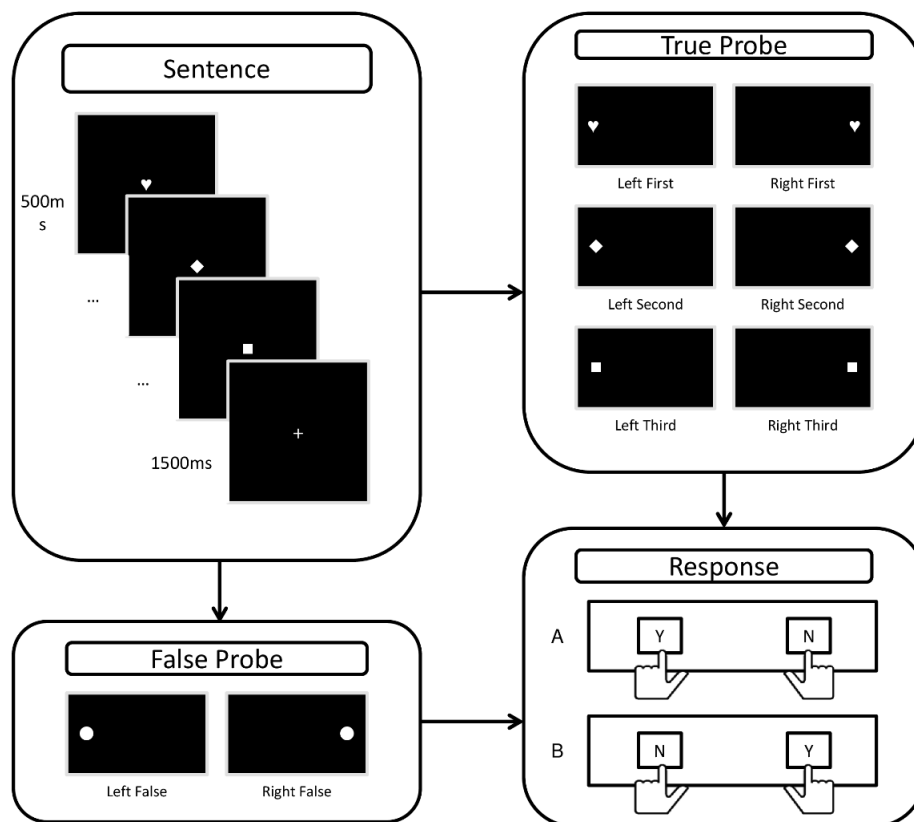 Sentence
500m
s
...
...
1500ms
True Probe
Left First
Right First
Left Second
Right Second
Left Third
Right Third
False Probe
Left False
Right False
Response
A
Y
N
B
N
Y